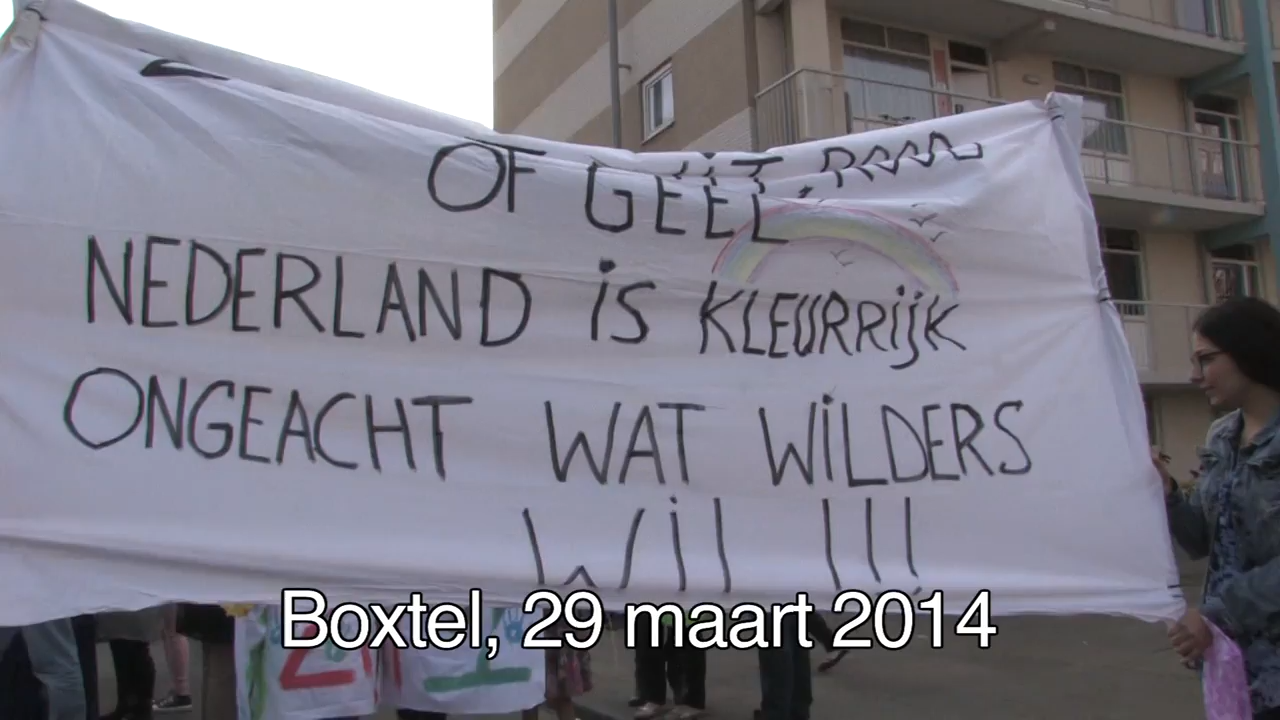 OF GEEL
NEDERLAND iS KLEURRijK
ONGEACHT WAT WiLDERS
Wil !!!
Boxtel, 29 maart 2014